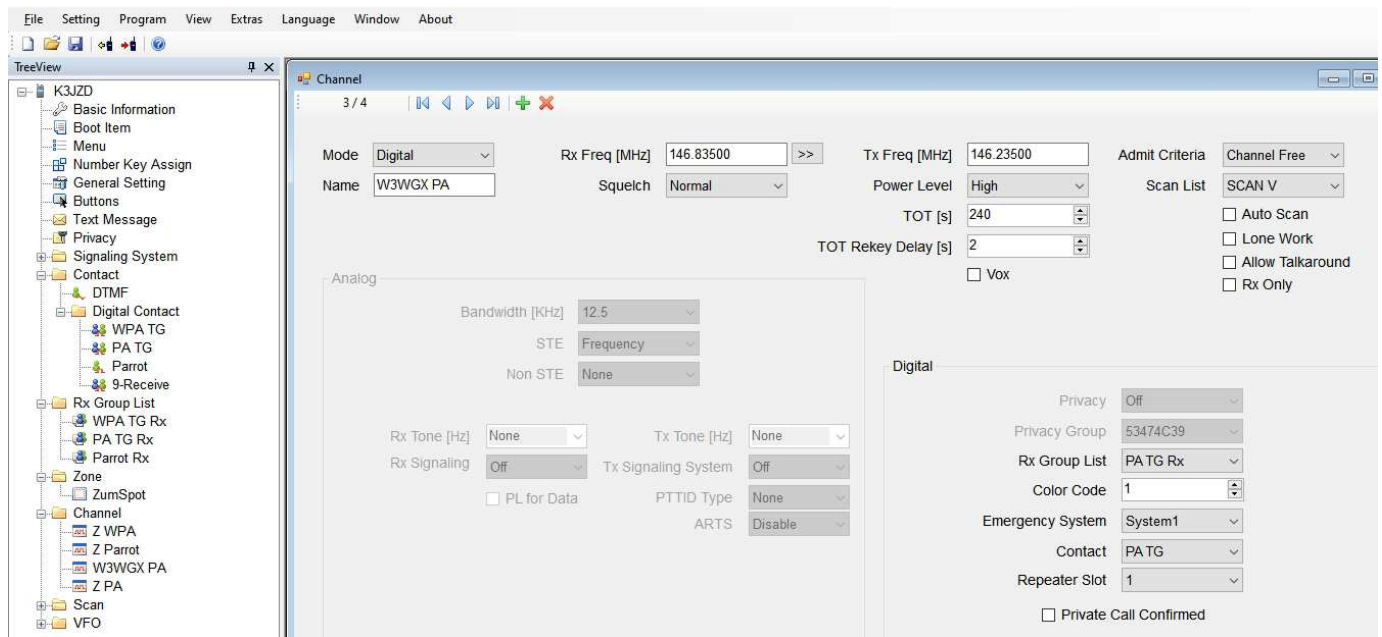 File Setting Program View Extras Language Window About
TreeView
K3JZD
Basic Information
Boot Item
Menu
Number Key Assign
General Setting
Buttons
Text Message
Privacy
Signaling System
Contact
DTMF
Digital Contact
WPA TG
PA TG
Parrot
9-Receive
Rx Group List
WPA TG Rx
PA TG Rx
Parrot Rx
Zone
ZumSpot
Channel
Z WPA
Z Parrot
W3WGX PA
Z PA
Scan
VFO
Channel
3 / 4
Mode Digital Rx Freq [MHz] 146.83500 >> Tx Freq [MHz] 146.23500 Admit Criteria Channel Free
Name W3WGX PA Squelch Normal Power Level High Scan List SCAN V
TOT [s] 240 Auto Scan
TOT Rekey Delay [s] 2 Lone Work
Vox Allow Talkaround
Rx Only
Analog
Bandwidth [KHz] 12.5
STE Frequency
Non STE None
Rx Tone [Hz] None Tx Tone [Hz] None
Rx Signaling Off Tx Signaling System Off
PL for Data PTTID Type None
ARTS Disable
Digital
Privacy Off
Privacy Group 53474C39
Rx Group List PA TG Rx
Color Code 1
Emergency System System1
Contact PA TG
Repeater Slot 1
Private Call Confirmed